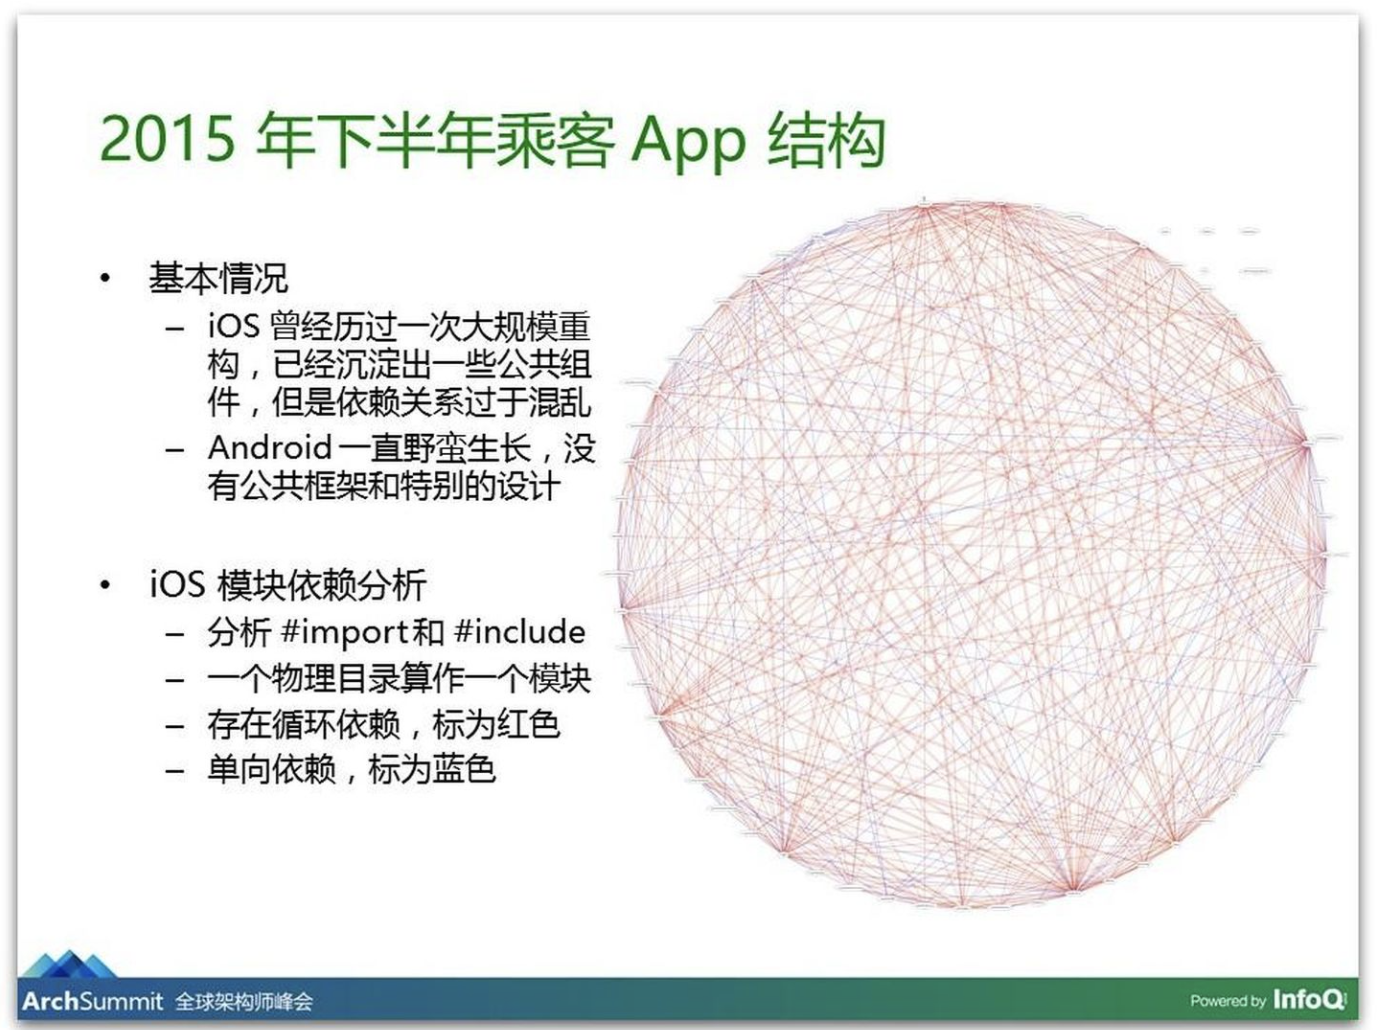 2015 年下半年乘客 App 结构
• 基本情况
– iOS 曾经历过一次大规模重
构，已经沉淀出一些公共组
件，但是依赖关系过于混乱
– Android 一直野蛮生长，没
有公共框架和特别的设计
• iOS 模块依赖分析
– 分析 #import和 #include
– 一个物理目录算作一个模块
– 存在循环依赖，标为红色
– 单向依赖，标为蓝色
ArchSummit 全球架构师峰会
Powered by InfoQ